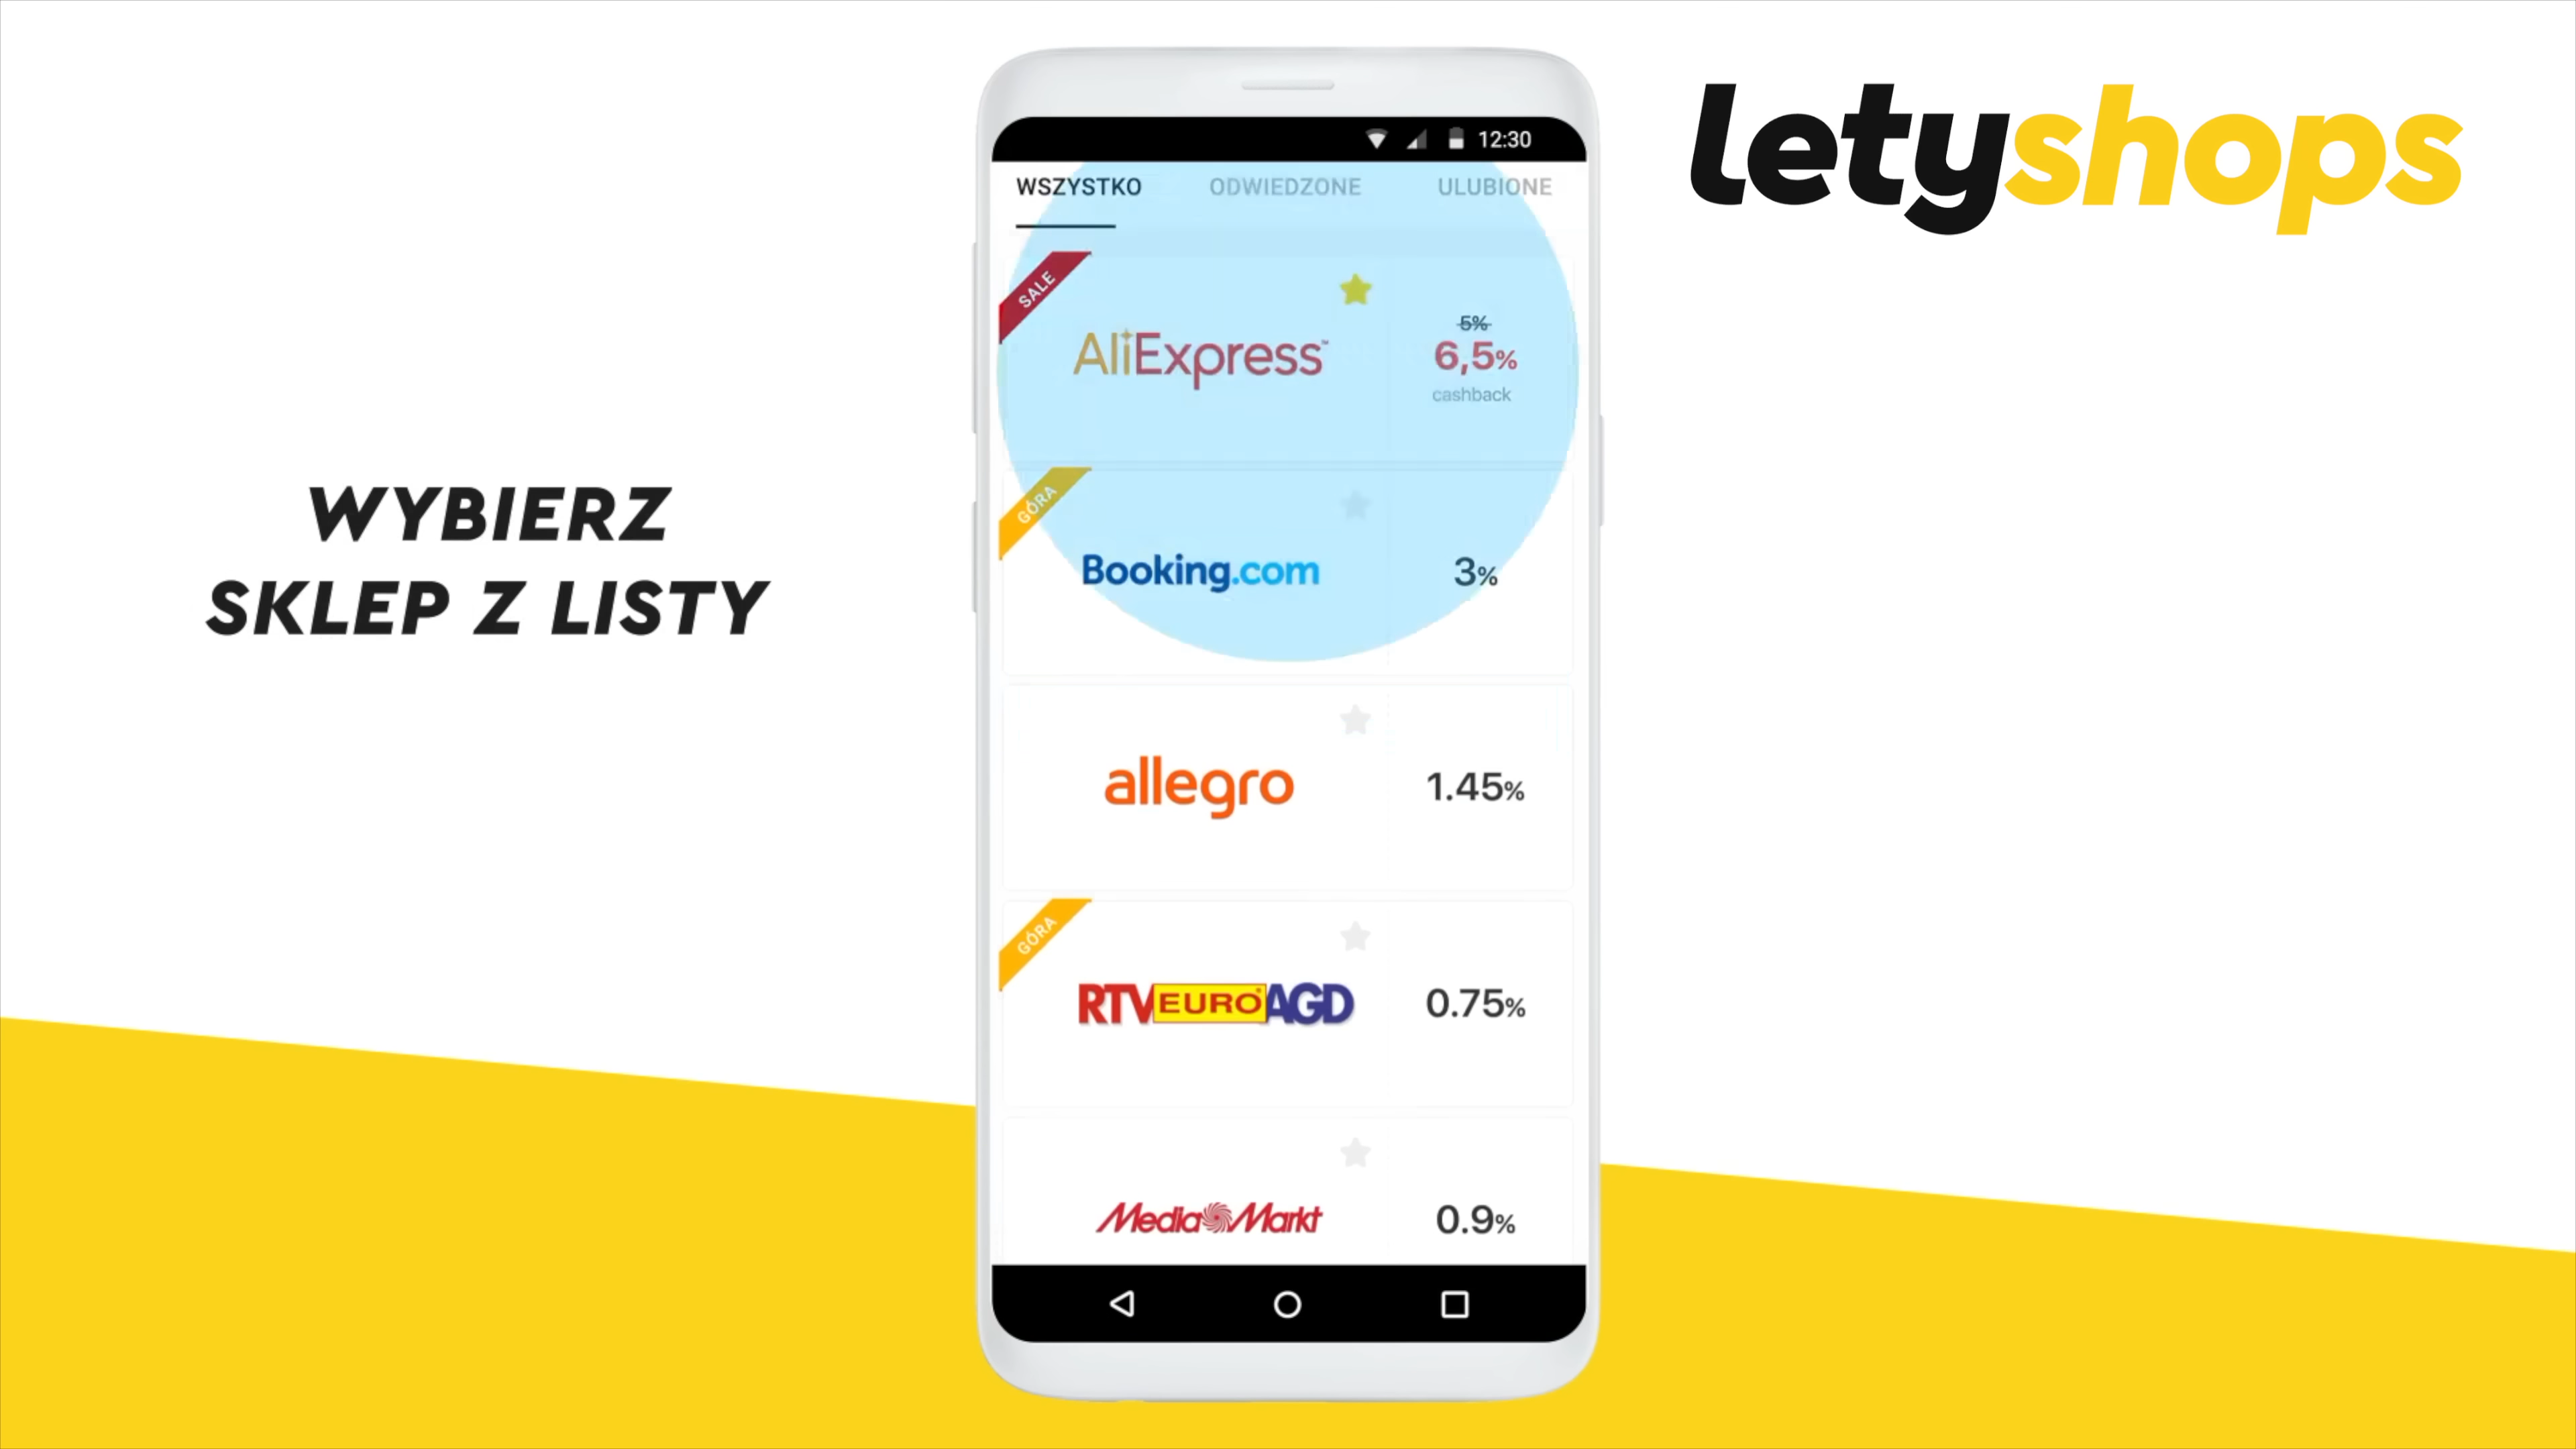 letyshops
WYBIERZ
SKLEP Z LISTY
12:30
WSZYSTKO ODWIEDZONE ULUBIONE
SALE
AliExpress™
5%
6,5%
cashback
GÓRA
Booking.com
3%
allegro
1.45%
GÓRA
RTV EURO AGD
0.75%
MediaMarkt
0.9%